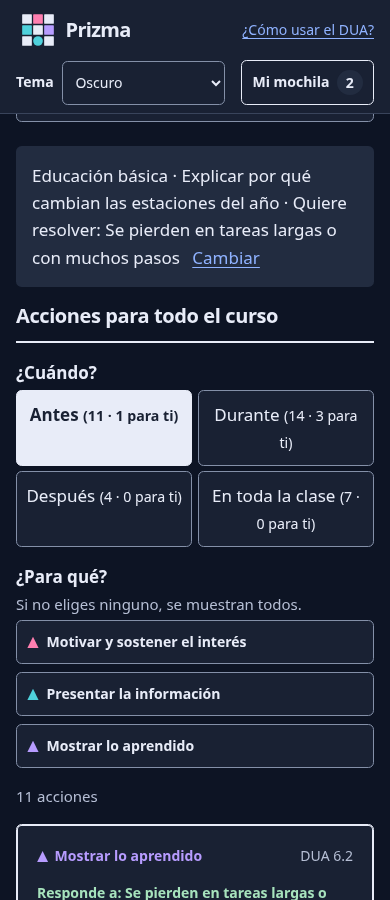 Prizma
¿Cómo usar el DUA?
Tema
Oscuro
Mi mochila 2
Educación básica · Explicar por qué
cambian las estaciones del año · Quiere
resolver: Se pierden en tareas largas o
con muchos pasos Cambiar
Acciones para todo el curso
¿Cuándo?
Antes (11 · 1 para ti)
Durante (14 · 3 para
ti)
Después (4 · 0 para ti)
En toda la clase (7 ·
0 para ti)
¿Para qué?
Si no eliges ninguno, se muestran todos.
Motivar y sostener el interés
Presentar la información
Mostrar lo aprendido
11 acciones
Mostrar lo aprendido
DUA 6.2
Responde a: Se pierden en tareas largas o